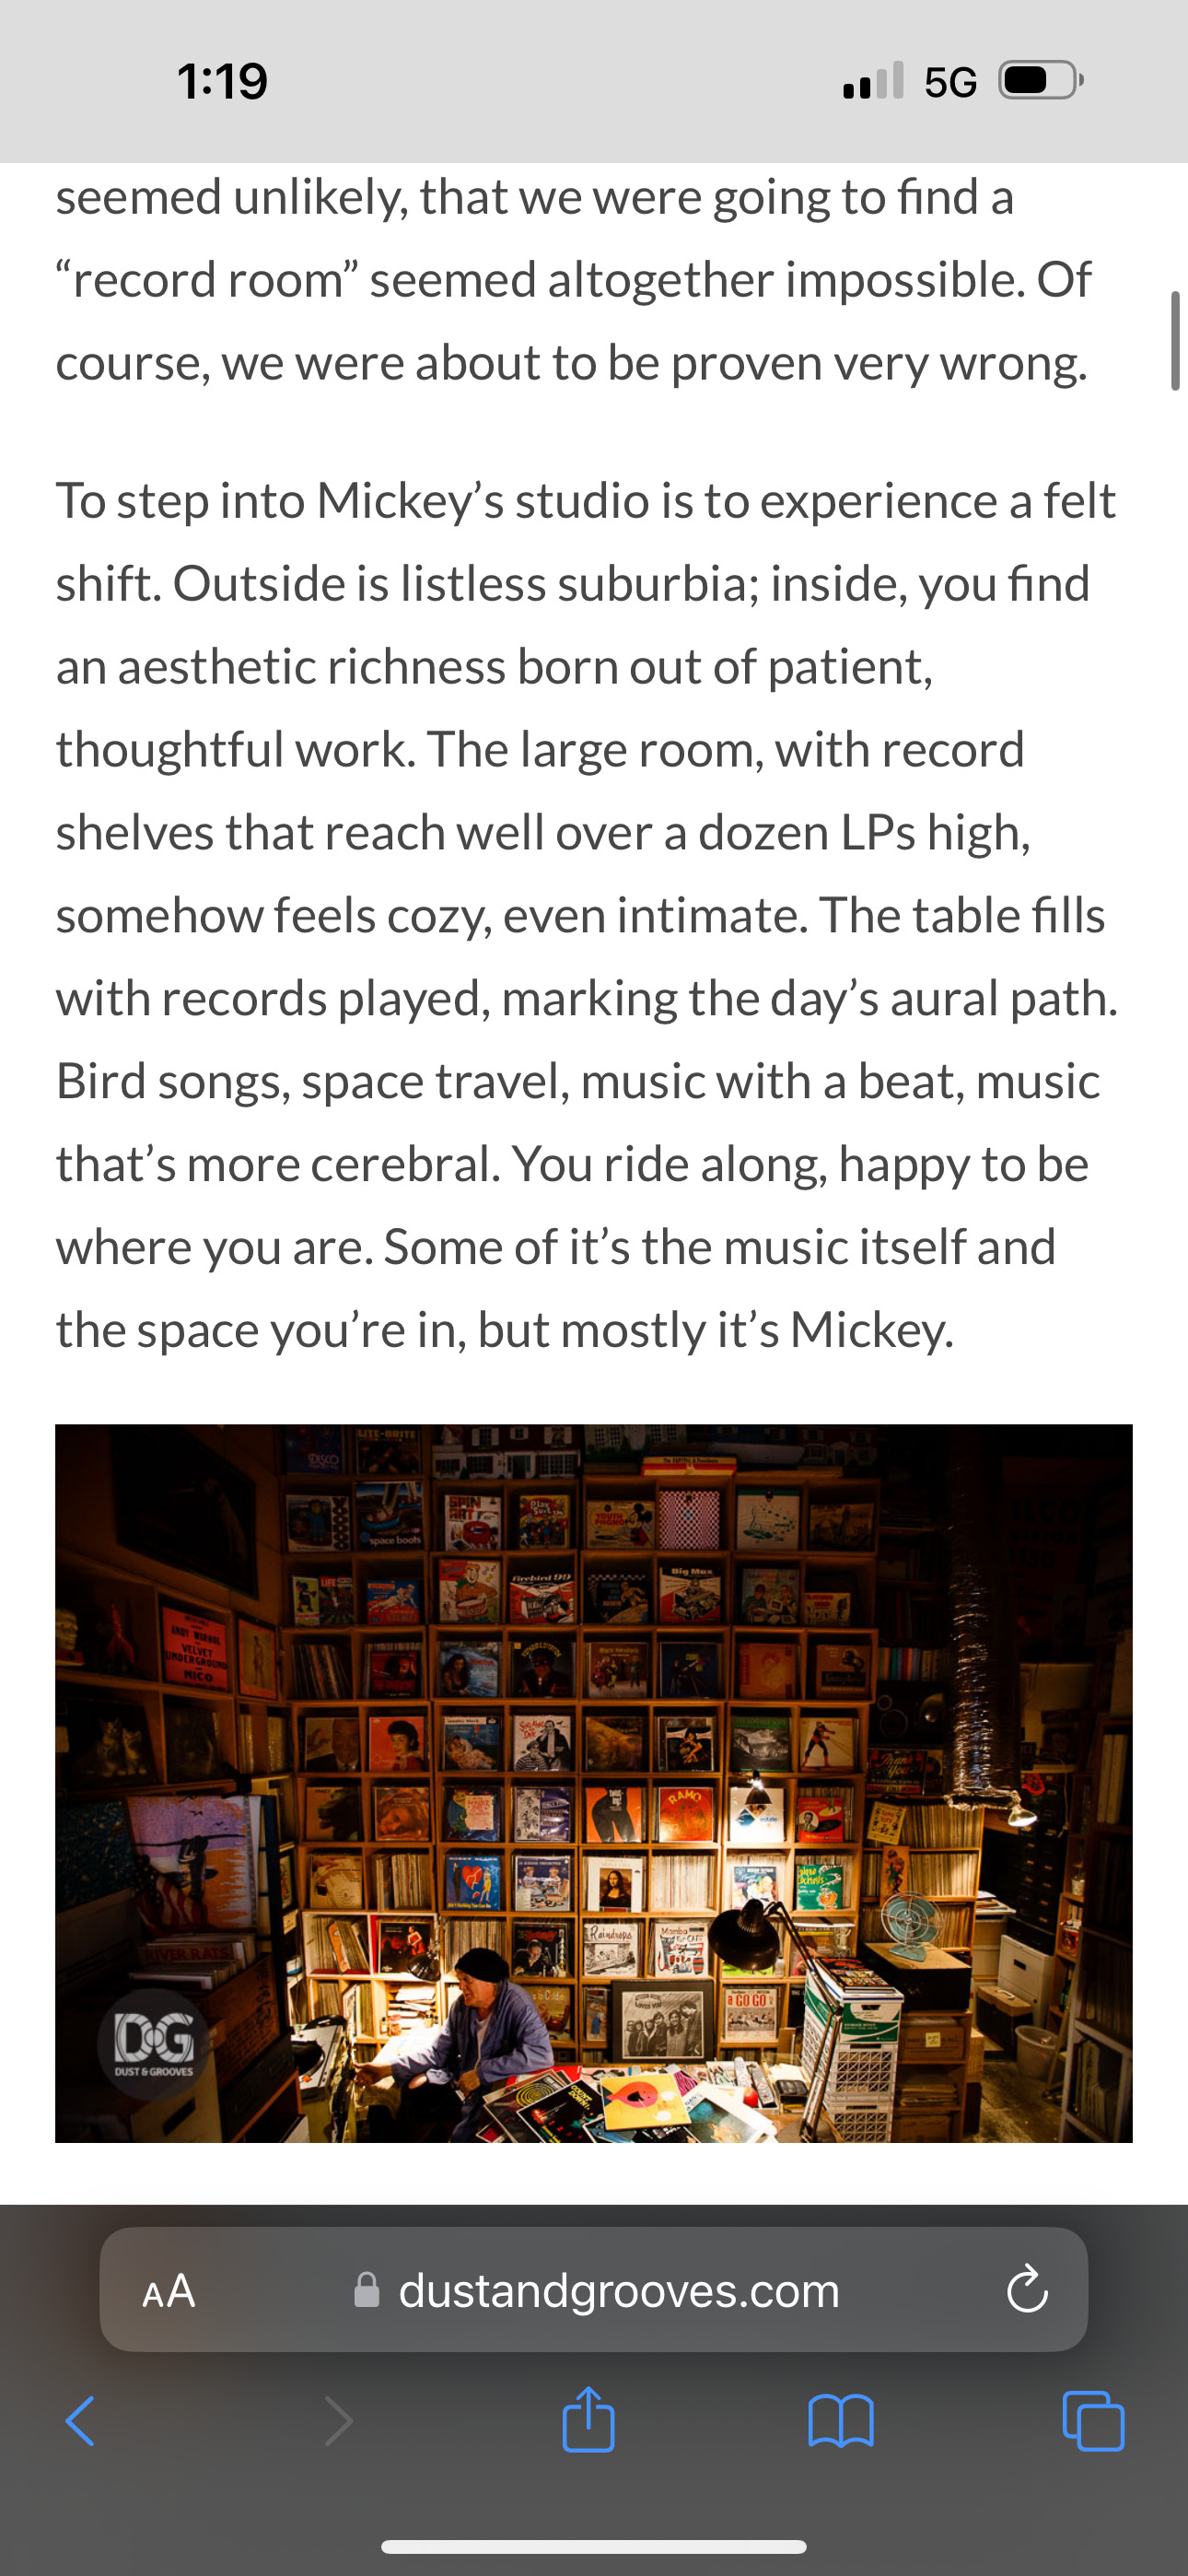 1:19
5G
seemed unlikely, that we were going to find a
“record room” seemed altogether impossible. Of
course, we were about to be proven very wrong.
To step into Mickey’s studio is to experience a felt
shift. Outside is listless suburbia; inside, you find
an aesthetic richness born out of patient,
thoughtful work. The large room, with record
shelves that reach well over a dozen LPs high,
somehow feels cozy, even intimate. The table fills
with records played, marking the day’s aural path.
Bird songs, space travel, music with a beat, music
that’s more cerebral. You ride along, happy to be
where you are. Some of it’s the music itself and
the space you’re in, but mostly it’s Mickey.
LITE-BRITE
DISCO
space boots
SPIN
ART
LIFE
Firebird 99
Big Max
ANDY WARHOL
VELVET
UNDERGROUND
NICO
RAMO
RIVER RATS
Raindrops
Mambo
a GO GO
DG
DUST & GROOVES
AA
dustandgrooves.com